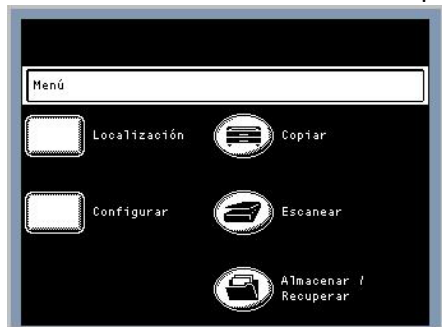 Menú
Localización
Copiar
Configurar
Escanear
Almacenar /
Recuperar